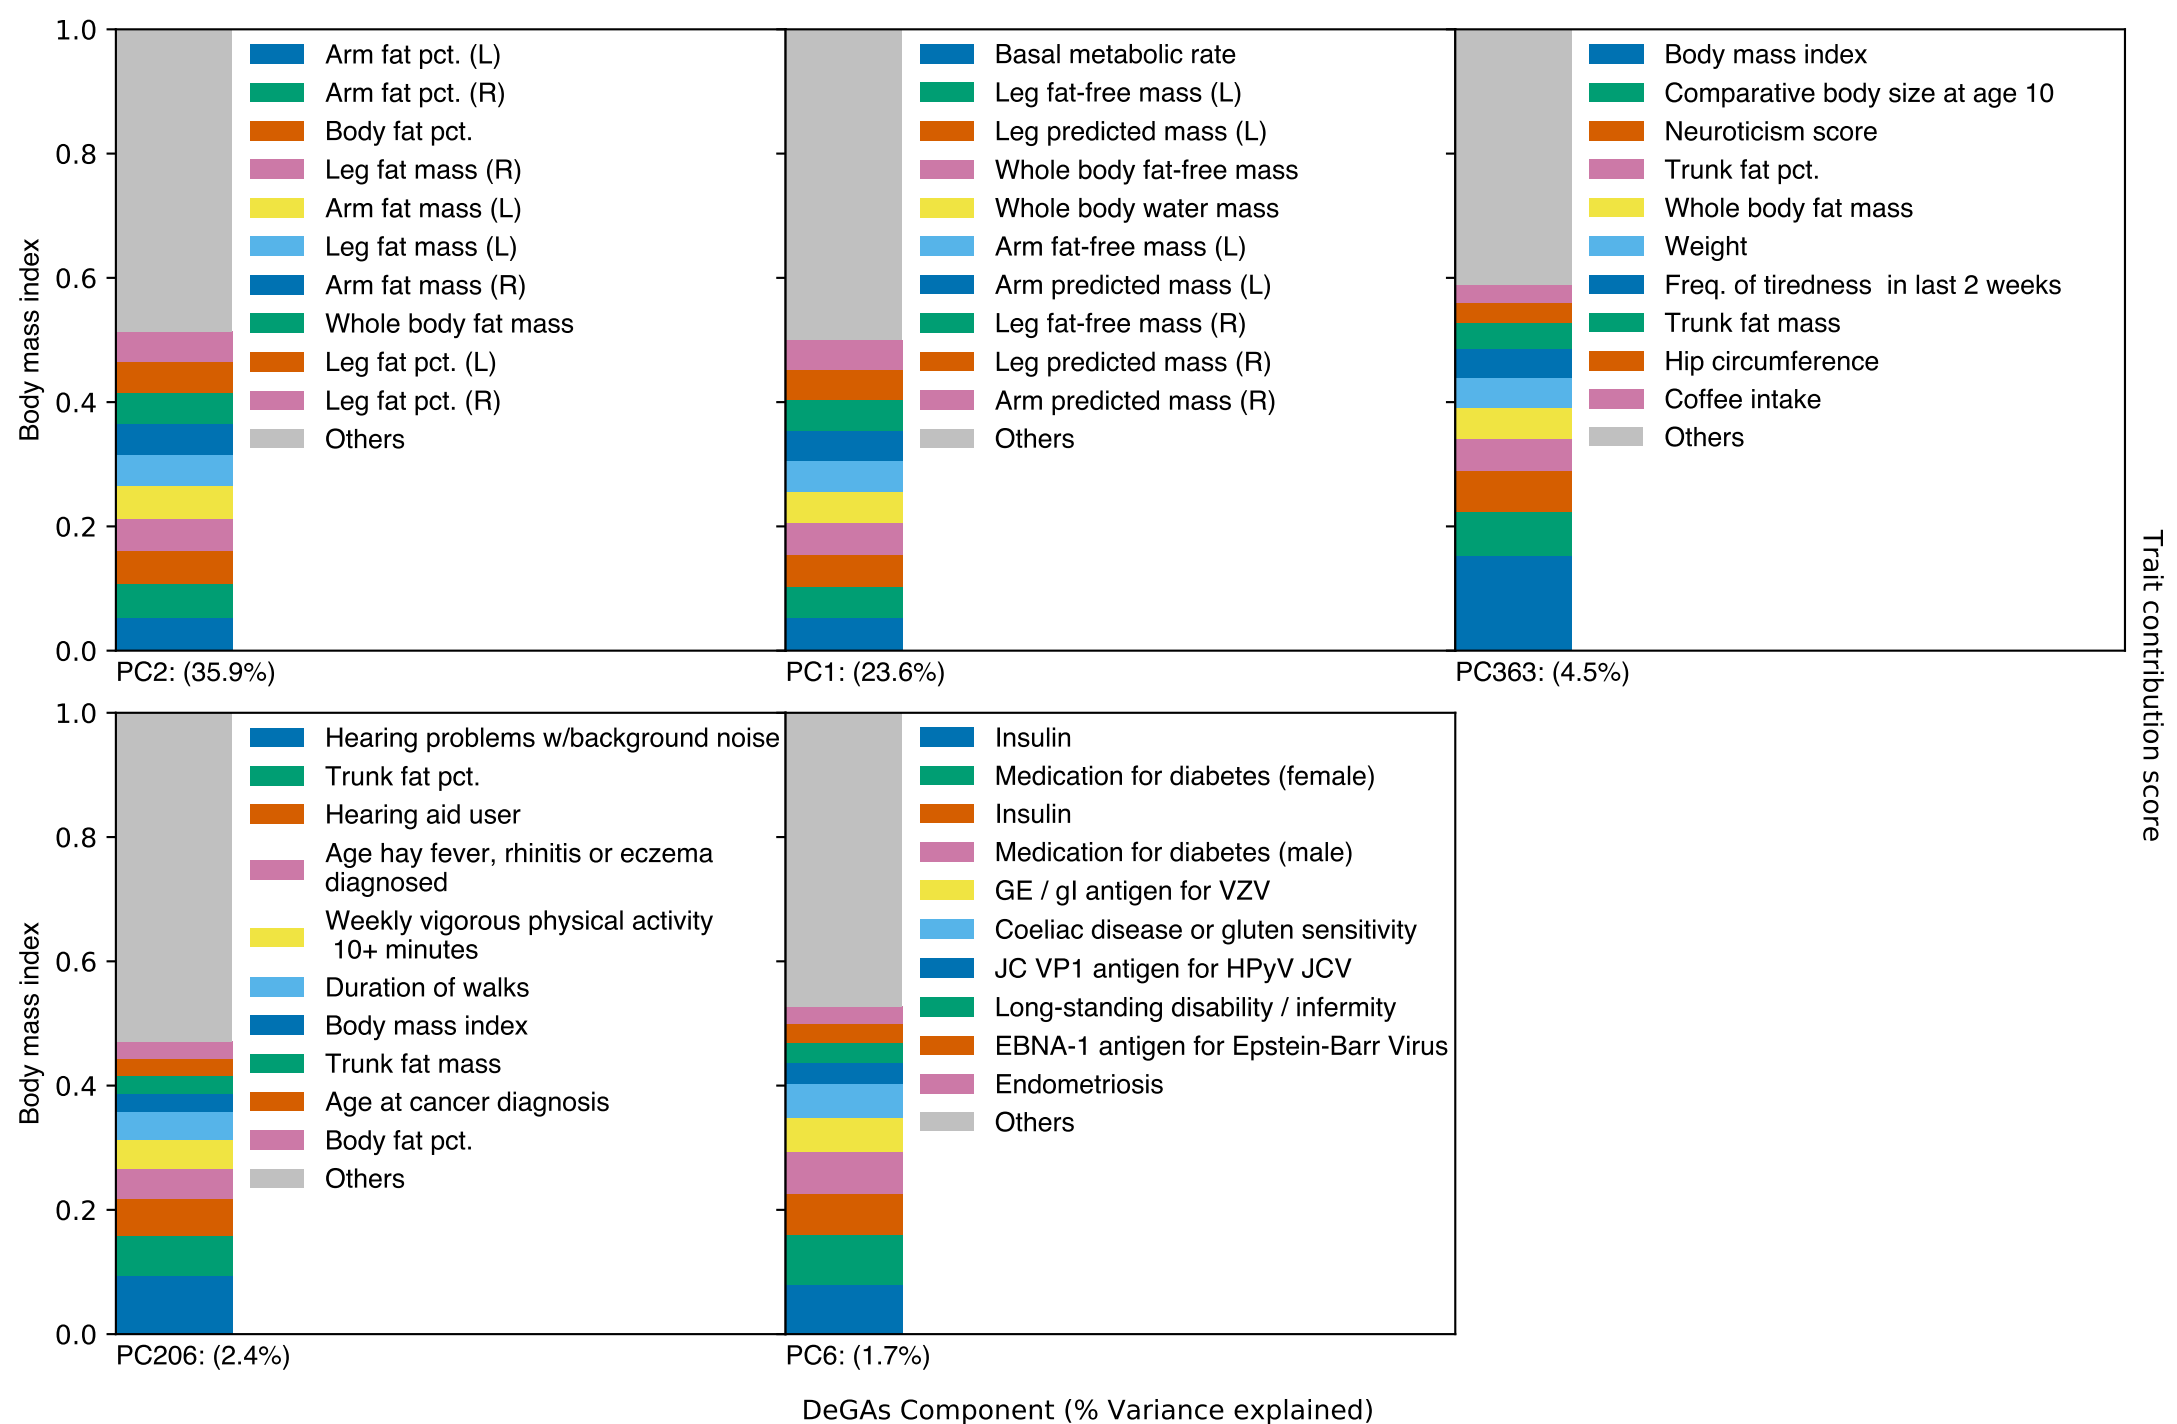 Body mass index
1.0
0.8
0.6
0.4
0.2
0.0
Arm fat pct. (L)
Arm fat pct. (R)
Body fat pct.
Leg fat mass (R)
Arm fat mass (L)
Leg fat mass (L)
Arm fat mass (R)
Whole body fat mass
Leg fat pct. (L)
Leg fat pct. (R)
Others
PC2: (35.9%)
Basal metabolic rate
Leg fat-free mass (L)
Leg predicted mass (L)
Whole body fat-free mass
Whole body water mass
Arm fat-free mass (L)
Arm predicted mass (L)
Leg fat-free mass (R)
Leg predicted mass (R)
Arm predicted mass (R)
Others
PC1: (23.6%)
Body mass index
Comparative body size at age 10
Neuroticism score
Trunk fat pct.
Whole body fat mass
Weight
Freq. of tiredness  in last 2 weeks
Trunk fat mass
Hip circumference
Coffee intake
Others
PC363: (4.5%)
Trait contribution score
Body mass index
1.0
0.8
0.6
0.4
0.2
0.0
Hearing problems w/background noise
Trunk fat pct.
Hearing aid user
Age hay fever, rhinitis or eczema
diagnosed
Weekly vigorous physical activity
10+ minutes
Duration of walks
Body mass index
Trunk fat mass
Age at cancer diagnosis
Body fat pct.
Others
PC206: (2.4%)
Insulin
Medication for diabetes (female)
Insulin
Medication for diabetes (male)
GE / gI antigen for VZV
Coeliac disease or gluten sensitivity
JC VP1 antigen for HPyV JCV
Long-standing disability / infermity
EBNA-1 antigen for Epstein-Barr Virus
Endometriosis
Others
PC6: (1.7%)
DeGAs Component (% Variance explained)